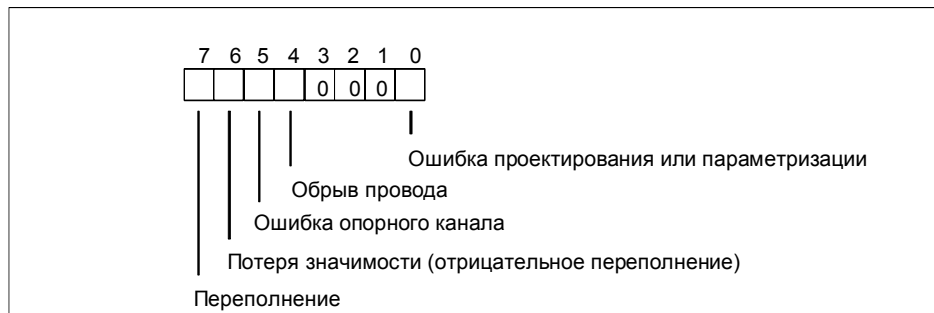 7 6 5 4 3 2 1 0
0 0 0
Ошибка проектирования или параметризации
Обрыв провода
Ошибка опорного канала
Потеря значимости (отрицательное переполнение)
Переполнение